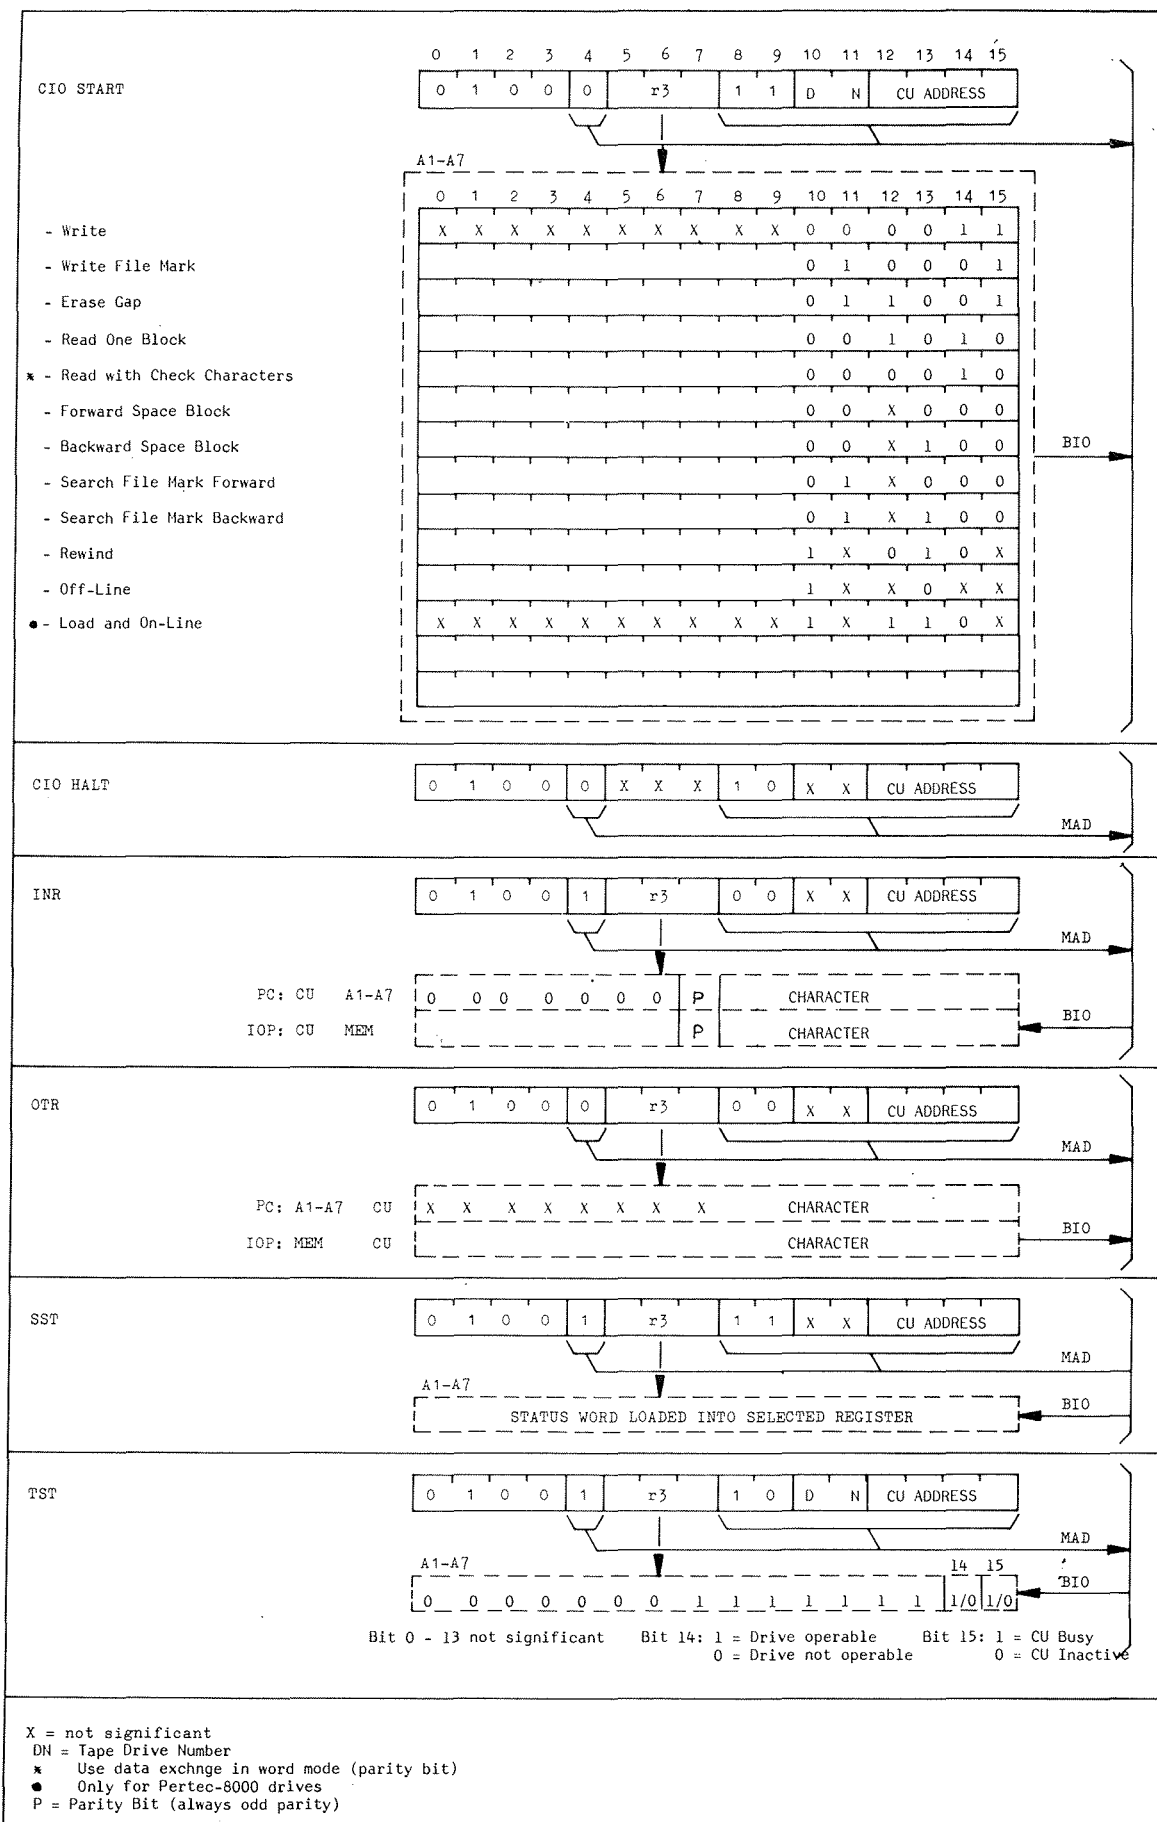 0 1 2 3 4 5 6 7 8 9 10 11 12 13 14 15
CIO START 0 1 0 0 0 r3 1 1 D N CU ADDRESS
A1-A7
0 1 2 3 4 5 6 7 8 9 10 11 12 13 14 15
- Write X X X X X X X X X X 0 0 0 0 1 1
- Write File Mark 0 1 0 0 0 1
- Erase Gap 0 1 1 0 0 1
- Read One Block 0 0 1 0 1 0
* - Read with Check Characters 0 0 0 0 1 0
- Forward Space Block 0 0 X 0 0 0
- Backward Space Block 0 0 X 1 0 0 BIO
- Search File Mark Forward 0 1 X 0 0 0
- Search File Mark Backward 0 1 X 1 0 0
- Rewind 1 X 0 1 0 X
- Off-Line 1 X X 0 X X
● - Load and On-Line X X X X X X X X X X 1 X 1 1 0 X
CIO HALT 0 1 0 0 0 X X X 1 0 X X CU ADDRESS
MAD
INR 0 1 0 0 1 r3 0 0 X X CU ADDRESS
MAD
PC: CU A1-A7 0 0 0 0 0 0 0 P CHARACTER
BIO
IOP: CU MEM P CHARACTER
OTR 0 1 0 0 0 r3 0 0 X X CU ADDRESS
MAD
PC: A1-A7 CU X X X X X X X X CHARACTER
BIO
IOP: MEM CU CHARACTER
SST 0 1 0 0 1 r3 1 1 X X CU ADDRESS
MAD
A1-A7
BIO
STATUS WORD LOADED INTO SELECTED REGISTER
TST 0 1 0 0 1 r3 1 0 D N CU ADDRESS
MAD
A1-A7 14 15
BIO
0 0 0 0 0 0 0 1 1 1 1 1 1 1 1/0 1/0
Bit 0 - 13 not significant Bit 14: 1 = Drive operable Bit 15: 1 = CU Busy
0 = Drive not operable 0 = CU Inactive
X = not significant
DN = Tape Drive Number
* Use data exchnge in word mode (parity bit)
● Only for Pertec-8000 drives
P = Parity Bit (always odd parity)